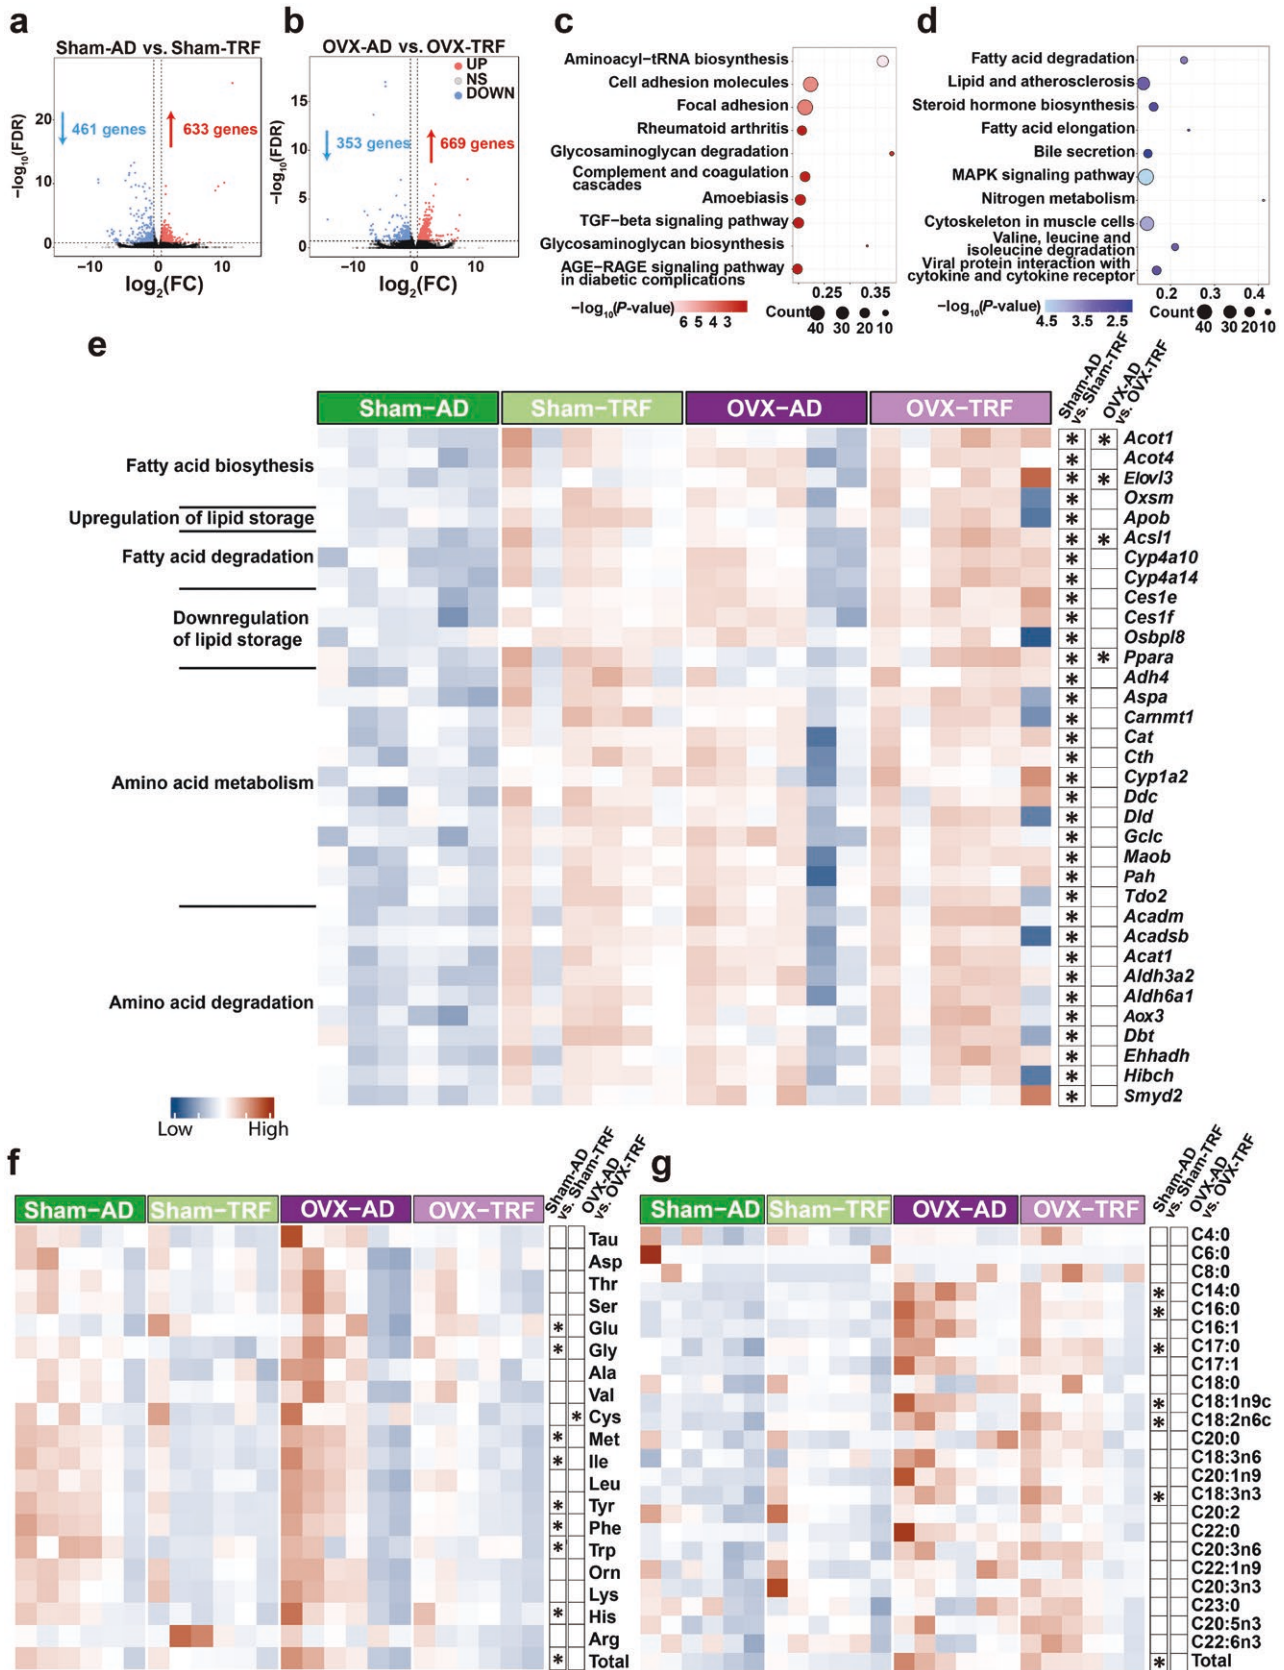 a
Sham-AD vs. Sham-TRF
−log10(FDR)
20
10
0
461 genes
633 genes
−10
0
10
log2(FC)
b
OVX-AD vs. OVX-TRF
UP
NS
DOWN
−log10(FDR)
15
10
5
0
353 genes
669 genes
−10
0
10
log2(FC)
c
Aminoacyl−tRNA biosynthesis
Cell adhesion molecules
Focal adhesion
Rheumatoid arthritis
Glycosaminoglycan degradation
Complement and coagulation
cascades
Amoebiasis
TGF−beta signaling pathway
Glycosaminoglycan biosynthesis
AGE−RAGE signaling pathway
in diabetic complications
0.25 0.35
−log10(P-value)
6 5 4 3
Count
40 30 20 10
d
Fatty acid degradation
Lipid and atherosclerosis
Steroid hormone biosynthesis
Fatty acid elongation
Bile secretion
MAPK signaling pathway
Nitrogen metabolism
Cytoskeleton in muscle cells
Valine, leucine and
isoleucine degradation
Viral protein interaction with
cytokine and cytokine receptor
0.2 0.3 0.4
−log10(P-value)
4.5 3.5 2.5
Count
40 30 20 10
e
Sham−AD
Sham−TRF
OVX−AD
OVX−TRF
Sham-AD
vs. Sham-TRF
OVX-AD
vs. OVX-TRF
Fatty acid biosythesis
Upregulation of lipid storage
Fatty acid degradation
Downregulation
of lipid storage
Amino acid metabolism
Amino acid degradation
* * Acot1
* Acot4
* * Elovl3
* Oxsm
* Apob
* * Acsl1
* Cyp4a10
* Cyp4a14
* Ces1e
* Ces1f
* Osbpl8
* * Ppara
* Adh4
* Aspa
* Carnmt1
* Cat
* Cth
* Cyp1a2
* Ddc
* Dld
* Gclc
* Maob
* Pah
* Tdo2
* Acadm
* Acadsb
* Acat1
* Aldh3a2
* Aldh6a1
* Aox3
* Dbt
* Ehhadh
* Hibch
* Smyd2
Low High
f
Sham−AD
Sham−TRF
OVX−AD
OVX−TRF
Sham-AD
vs. Sham-TRF
OVX-AD
vs. OVX-TRF
Tau
Asp
Thr
Ser
* Glu
* Gly
Ala
Val
* Cys
* Met
* Ile
Leu
* Tyr
* Phe
* Trp
Orn
Lys
* His
Arg
* Total
g
Sham−AD
Sham−TRF
OVX−AD
OVX−TRF
Sham-AD
vs. Sham-TRF
OVX-AD
vs. OVX-TRF
C4:0
C6:0
C8:0
* C14:0
* C16:0
C16:1
* C17:0
C17:1
C18:0
* C18:1n9c
* C18:2n6c
C20:0
C18:3n6
C20:1n9
* C18:3n3
C20:2
C22:0
C20:3n6
C22:1n9
C20:3n3
C23:0
C20:5n3
C22:6n3
* Total